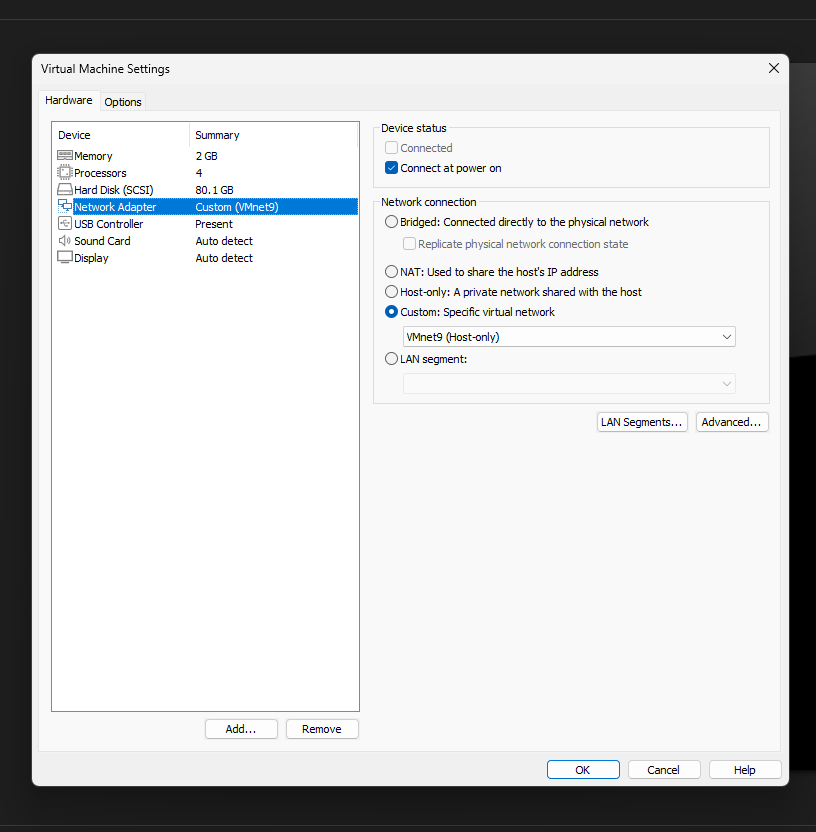 Virtual Machine Settings
Hardware Options
Device Summary
Memory 2 GB
Processors 4
Hard Disk (SCSI) 80.1 GB
Network Adapter Custom (VMnet9)
USB Controller Present
Sound Card Auto detect
Display Auto detect
Add... Remove
Device status
Connected
Connect at power on
Network connection
Bridged: Connected directly to the physical network
Replicate physical network connection state
NAT: Used to share the host's IP address
Host-only: A private network shared with the host
Custom: Specific virtual network
VMnet9 (Host-only)
LAN segment:
LAN Segments... Advanced...
OK Cancel Help